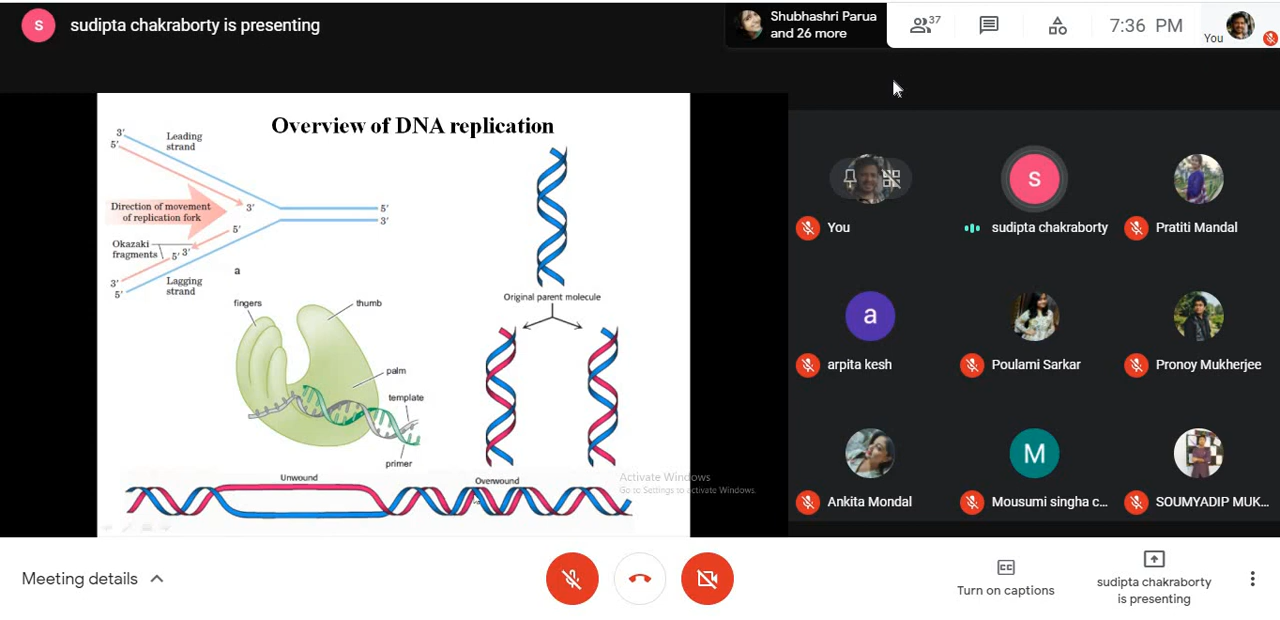 S
sudipta chakraborty is presenting
Shubhashri Parua
and 26 more
37
7:36 PM
You
Overview of DNA replication
3'
5'
Leading
strand
Direction of movement
of replication fork
3'
5'
3'
5'
Okazaki
fragments
5' 3'
3'
5'
Lagging
strand
a
fingers
thumb
palm
template
primer
Original parent molecule
Unwound
Overwound
Activate Windows
Go to Settings to activate Windows.
You
S
sudipta chakraborty
Pratiti Mandal
a
arpita kesh
Poulami Sarkar
Pronoy Mukherjee
Ankita Mondal
M
Mousumi singha c...
SOUMYADIP MUK...
Meeting details
CC
Turn on captions
sudipta chakraborty
is presenting